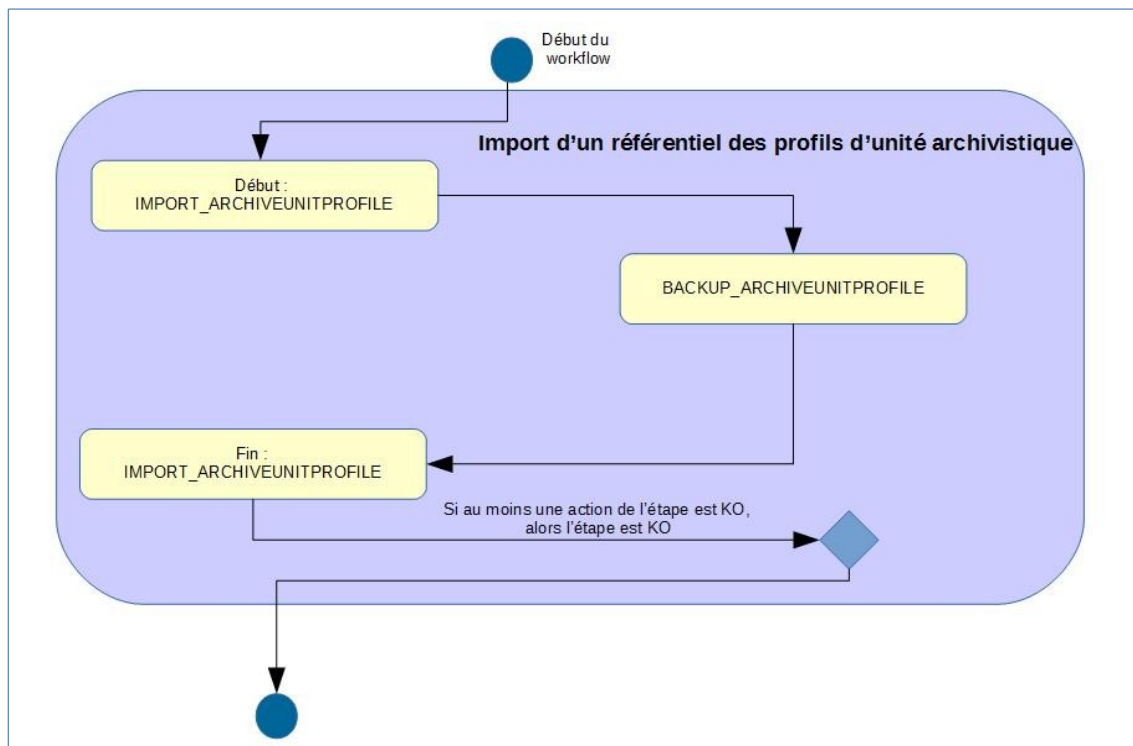 Début du
workflow
Import d’un référentiel des profils d’unité archivistique
Début :
IMPORT_ARCHIVEUNITPROFILE
BACKUP_ARCHIVEUNITPROFILE
Fin :
IMPORT_ARCHIVEUNITPROFILE
Si au moins une action de l’étape est KO,
alors l’étape est KO